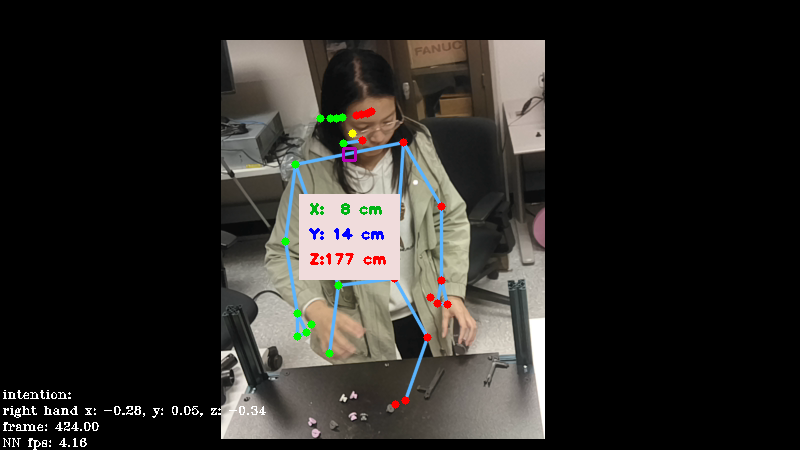 FANUC
X: 8 cm
Y: 14 cm
Z:177 cm
intention:
right hand x: -0.28, y: 0.05, z: -0.34
frame: 424.00
NN fps: 4.16